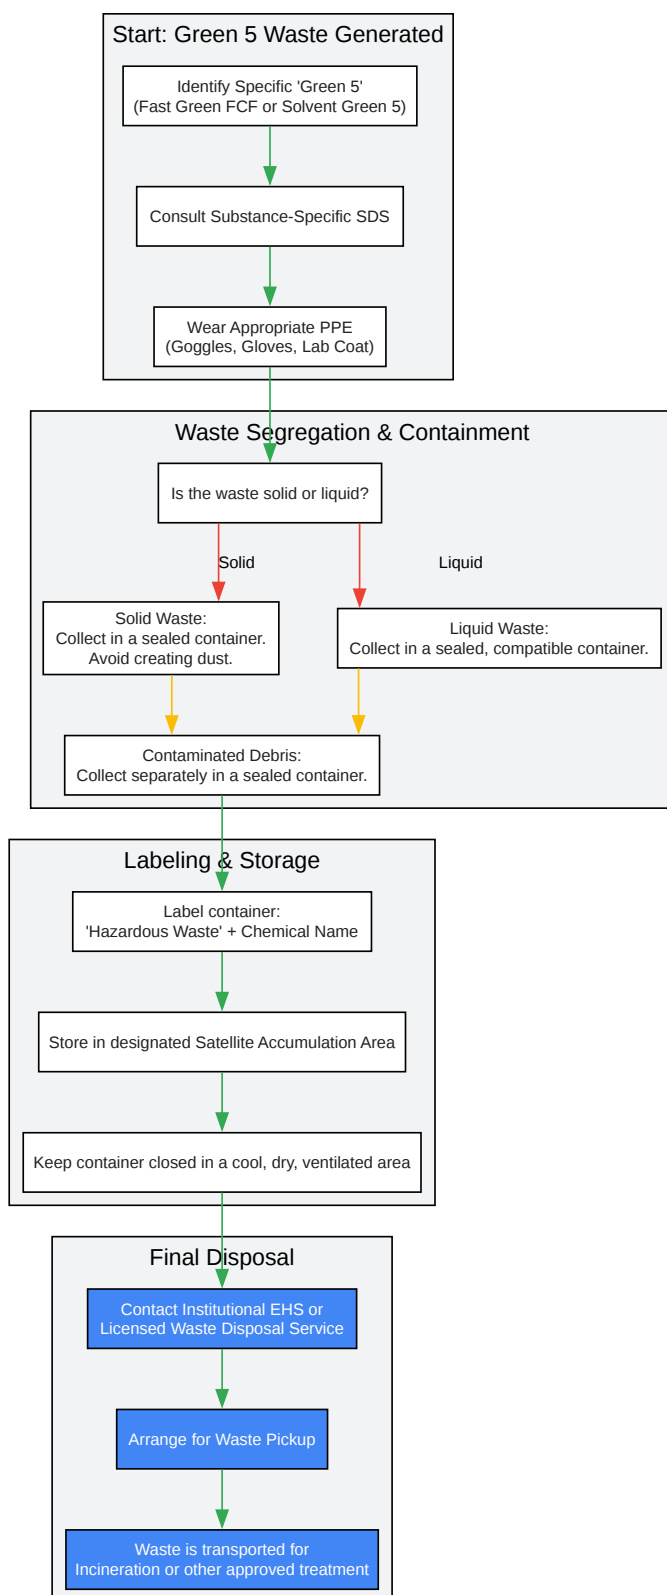 Start: Green 5 Waste Generated
Identify Specific 'Green 5'
(Fast Green FCF or Solvent Green 5)
Consult Substance-Specific SDS
Wear Appropriate PPE
(Goggles, Gloves, Lab Coat)
Waste Segregation & Containment
Is the waste solid or liquid?
Solid
Liquid
Solid Waste:
Collect in a sealed container.
Avoid creating dust.
Liquid Waste:
Collect in a sealed, compatible container.
Contaminated Debris:
Collect separately in a sealed container.
Labeling & Storage
Label container:
'Hazardous Waste' + Chemical Name
Store in designated Satellite Accumulation Area
Keep container closed in a cool, dry, ventilated area
Final Disposal
Contact Institutional EHS or
Licensed Waste Disposal Service
Arrange for Waste Pickup
Waste is transported for
Incineration or other approved treatment